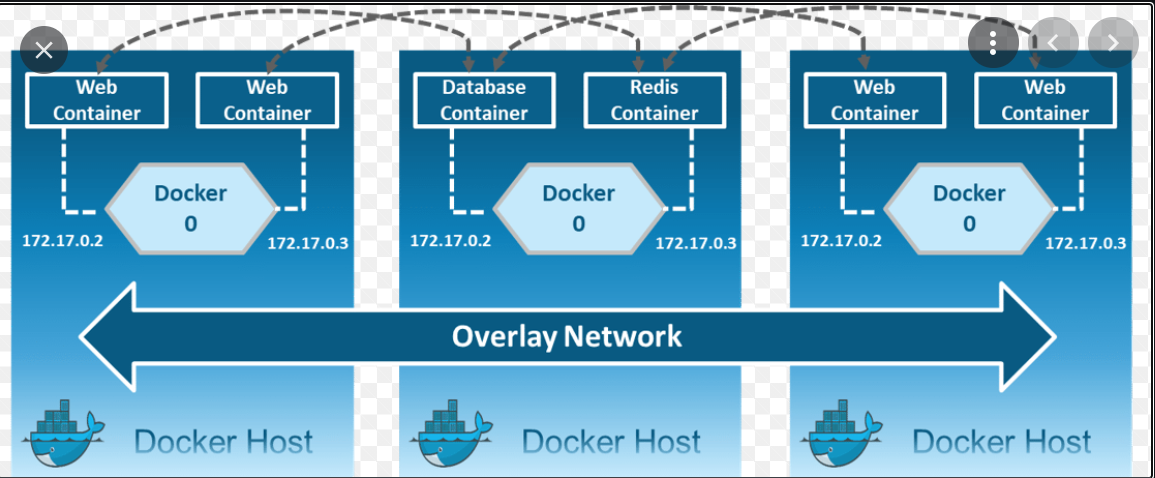 Web
Container
Web
Container
Database
Container
Redis
Container
Web
Container
Web
Container
Docker
0
Docker
0
Docker
0
172.17.0.2
172.17.0.3
172.17.0.2
172.17.0.3
172.17.0.2
172.17.0.3
Overlay Network
Docker Host
Docker Host
Docker Host